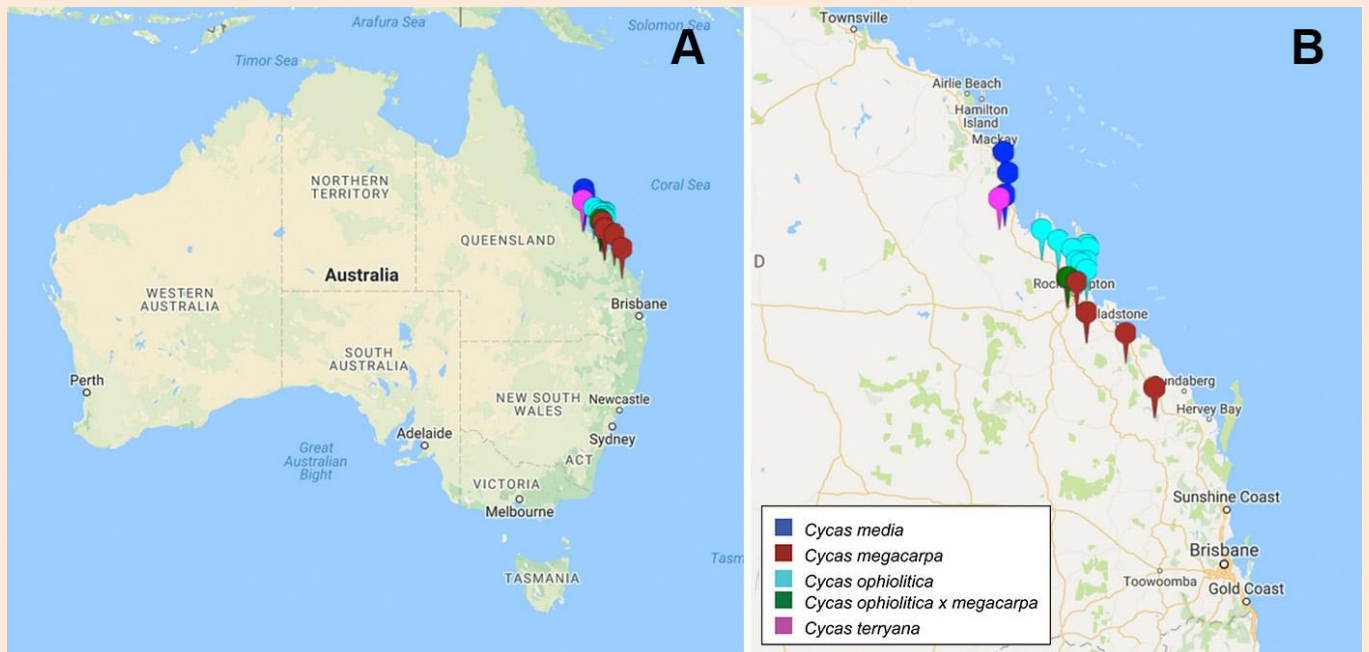 Arafura Sea
Solomon Sea
A
Timor Sea
NORTHERN
TERRITORY
Coral Sea
QUEENSLAND
Australia
WESTERN
AUSTRALIA
Brisbane
SOUTH
AUSTRALIA
Perth
NEW SOUTH
WALES
Newcastle
Adelaide
Sydney
Great
Australian
Bight
ACT
VICTORIA
Melbourne
Tasm
TASMANIA
Townsville
B
Airlie Beach
Hamilton
Island
Mackay
D
Gold Coast
Sunshine Coast
Brisbane
Toowoomba
Hervey Bay
undaberg
ladstone
Cycas media
Cycas megacarpa
Cycas ophiolitica
Cycas ophiolitica x megacarpa
Cycas terryana